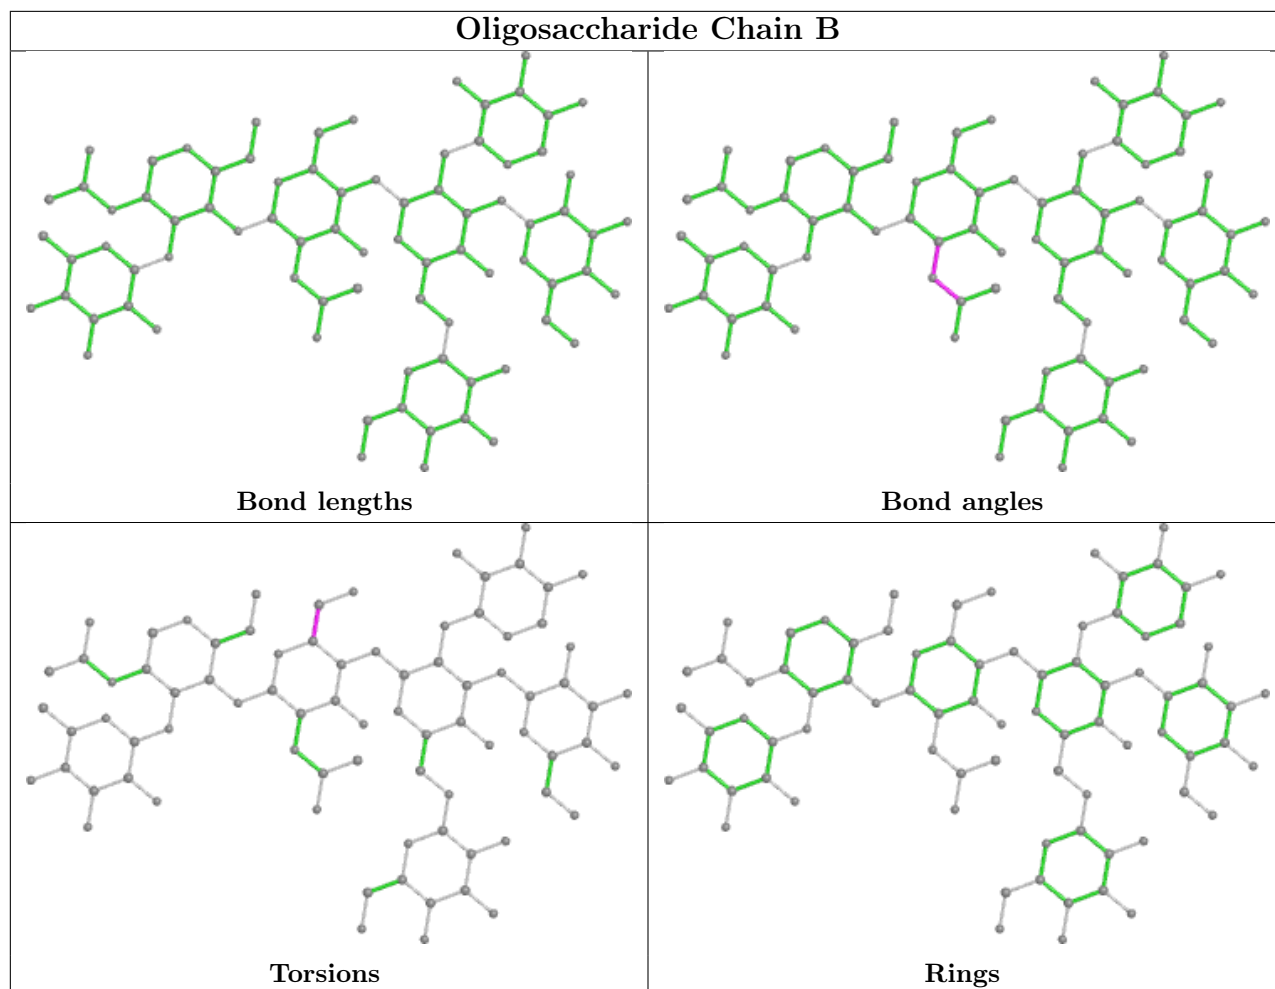 Oligosaccharide Chain B
Bond lengths
Bond angles
Torsions
Rings